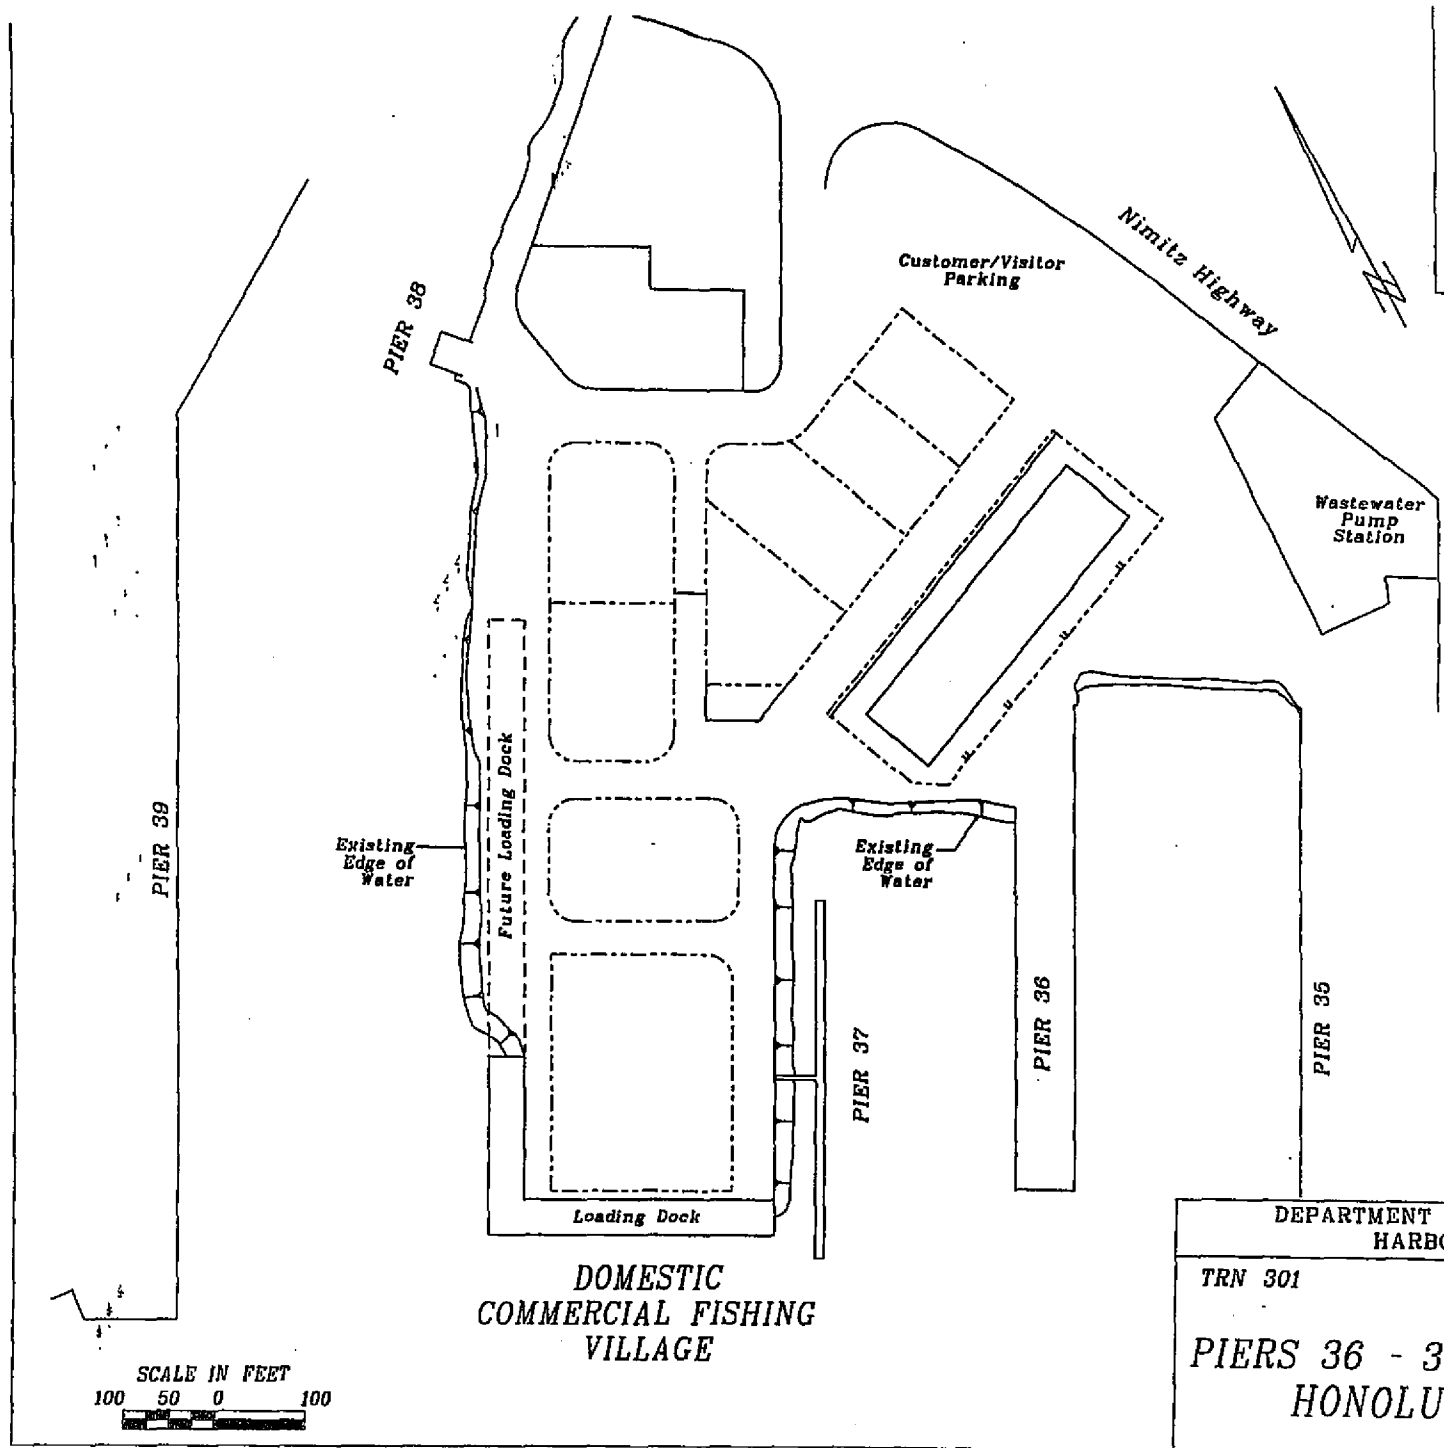 Nimitz Highway
Customer/Visitor
Parking
PIER 38
Wastewater
Pump
Station
Future Loading Dock
PIER 39
Existing
Edge of
Water
Existing
Edge of
Water
PIER 36
PIER 35
PIER 37
Loading Dock
DOMESTIC
COMMERCIAL FISHING
VILLAGE
DEPARTMENT
HARBO
TRN 301
PIERS 36 - 3
HONOLU
SCALE IN FEET
100 50 0 100